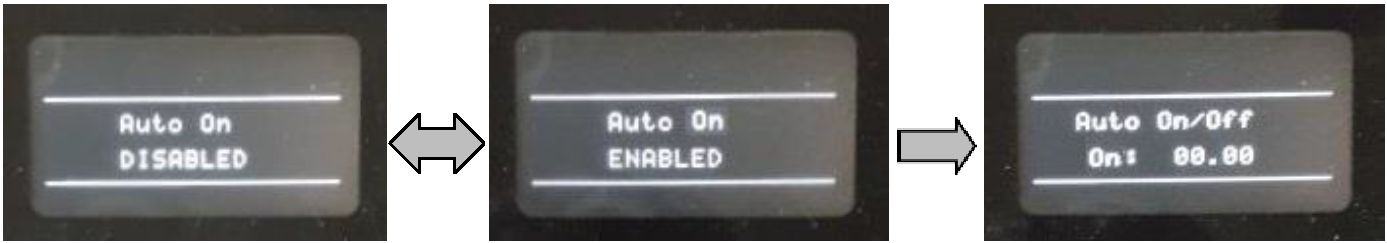 Auto On
DISABLED
Auto On
ENABLED
Auto On/Off
On: 00.00